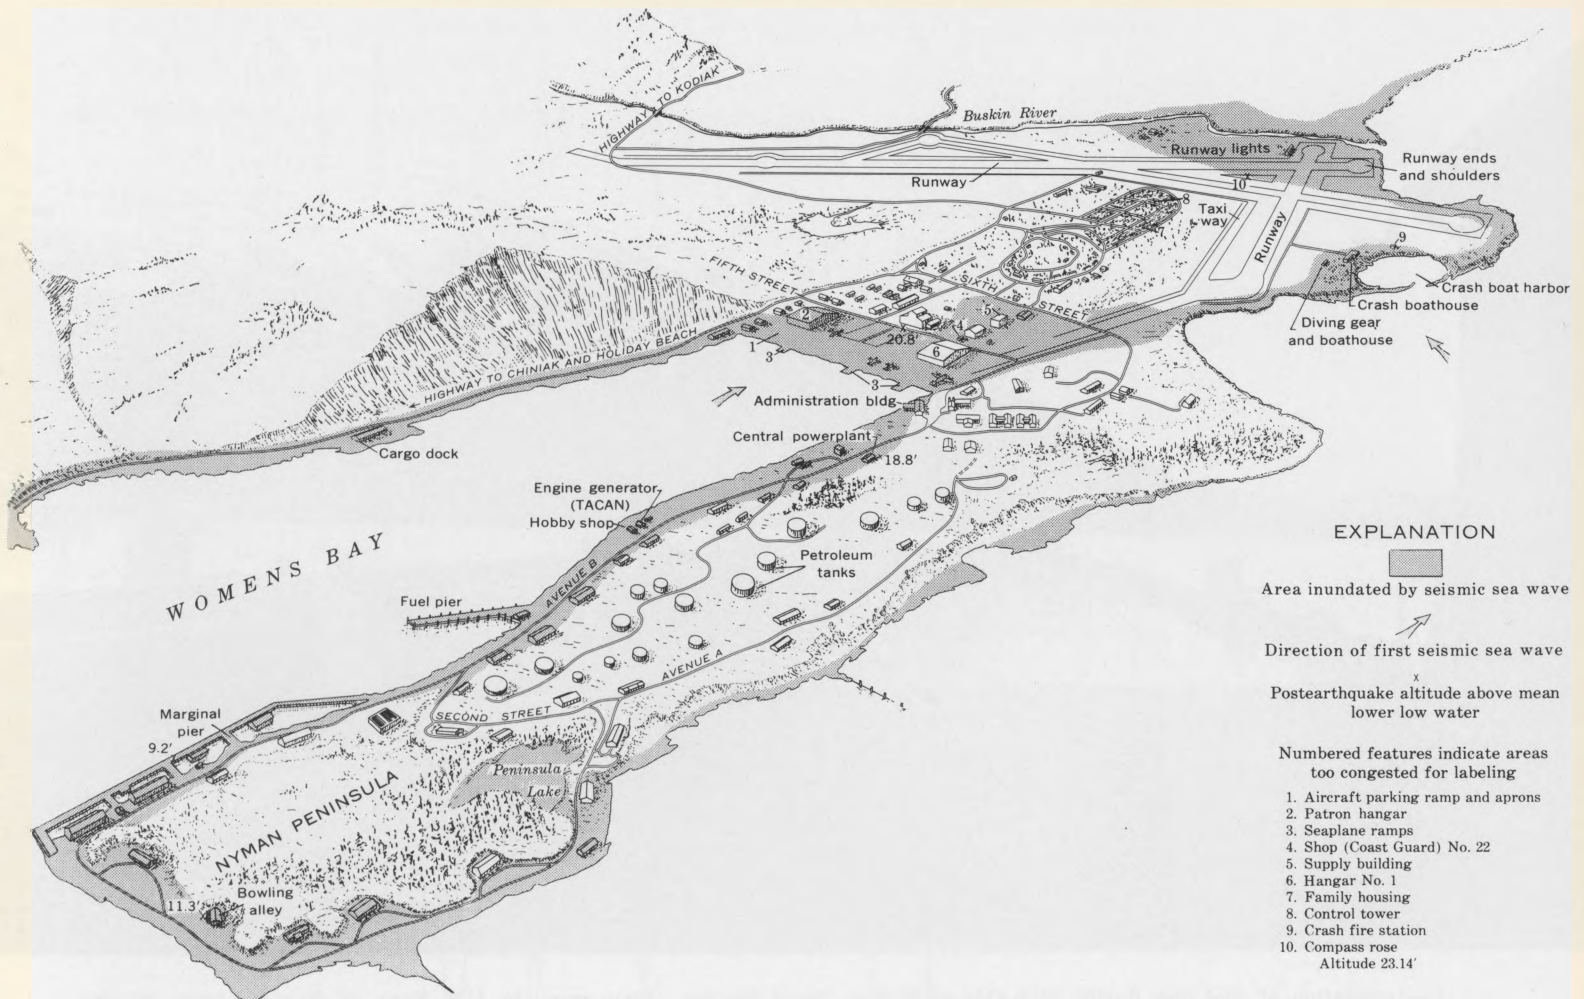 HIGHWAY TO KODIAK
Buskin River
Runway lights
Runway ends
and shoulders
Runway
10
x
8
7
Taxi
way
Runway
9
Crash boat harbor
Crash boathouse
Diving gear
and boathouse
FIFTH STREET
SIXTH STREET
5
4
2
20.8'
6
1
3
3
HIGHWAY TO CHINIAK AND HOLIDAY BEACH
Administration bldg
Central powerplant
18.8'
Cargo dock
Engine generator
(TACAN)
Hobby shop
WOMENS BAY
AVENUE B
Petroleum
tanks
Fuel pier
AVENUE A
SECOND STREET
Marginal
pier
9.2'
Peninsula
Lake
NYMAN PENINSULA
Bowling
alley
11.3'
EXPLANATION
Area inundated by seismic sea wave
Direction of first seismic sea wave
x
Postearthquake altitude above mean
lower low water
Numbered features indicate areas
too congested for labeling
1. Aircraft parking ramp and aprons
2. Patron hangar
3. Seaplane ramps
4. Shop (Coast Guard) No. 22
5. Supply building
6. Hangar No. 1
7. Family housing
8. Control tower
9. Crash fire station
10. Compass rose
Altitude 23.14'